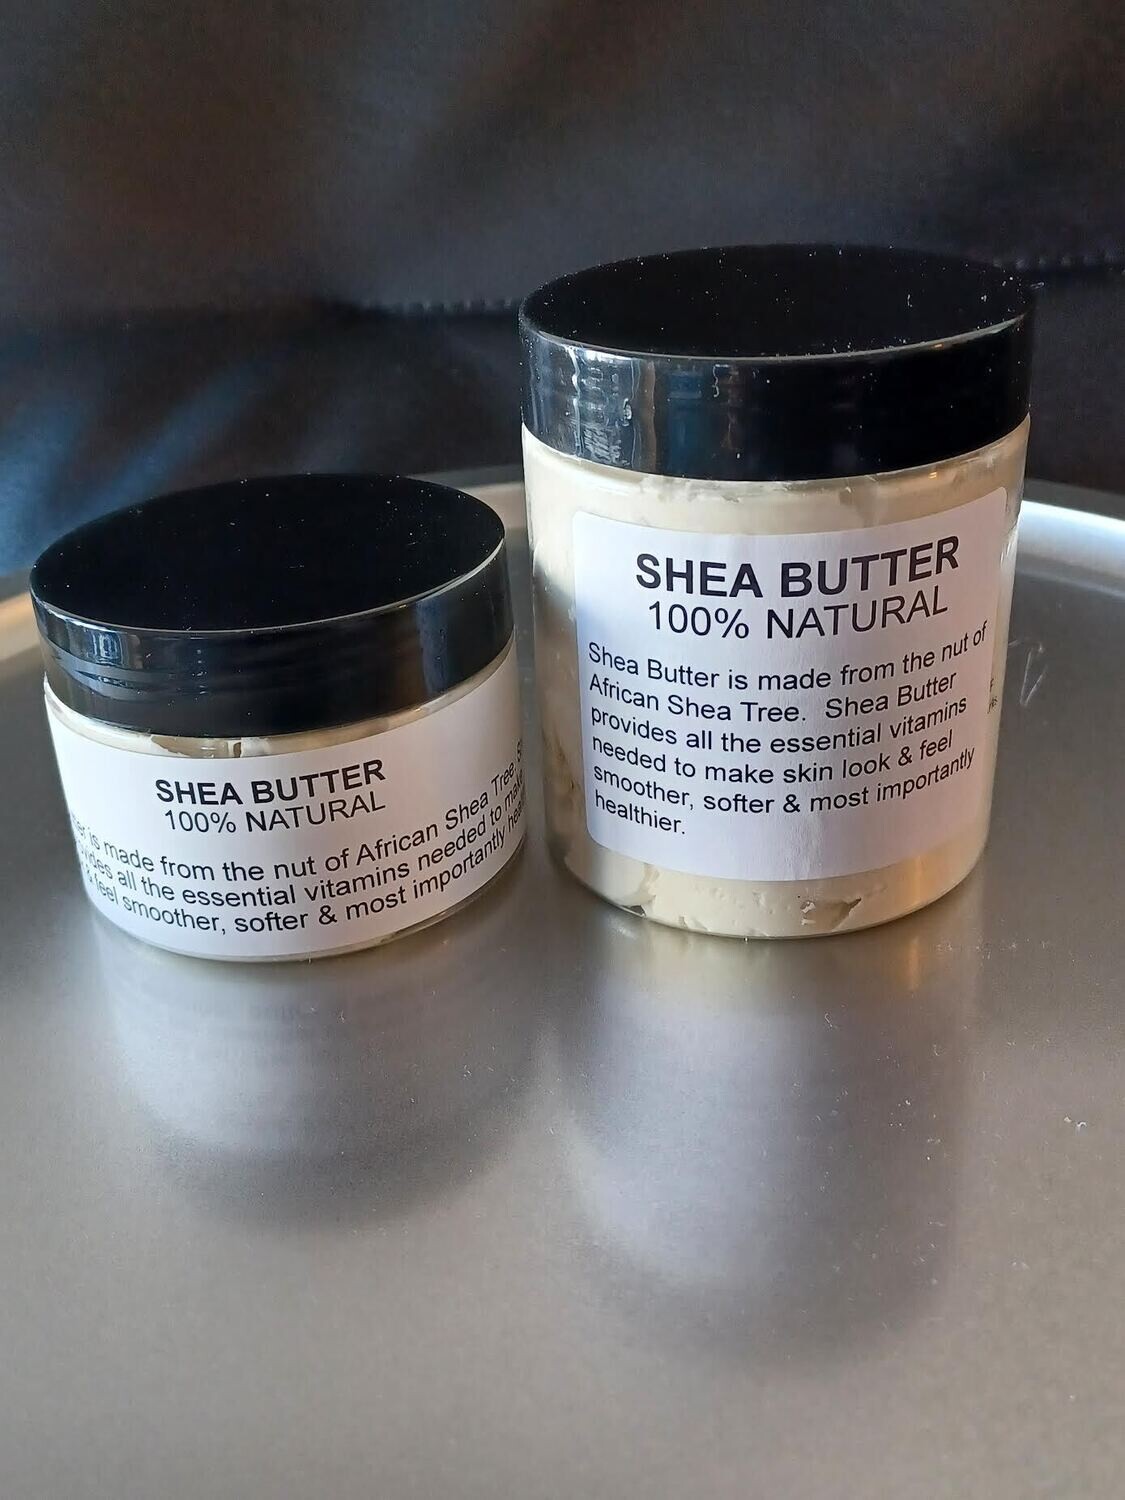 SHEA BUTTER
100% NATURAL
is made from the nut of African Shea Tree.
all the essential vitamins needed to make
feel smoother, softer & most importantly
SHEA BUTTER
100% NATURAL
Shea Butter is made from the nut of
African Shea Tree.  Shea Butter
provides all the essential vitamins
needed to make skin look & feel
smoother, softer & most importantly
healthier.